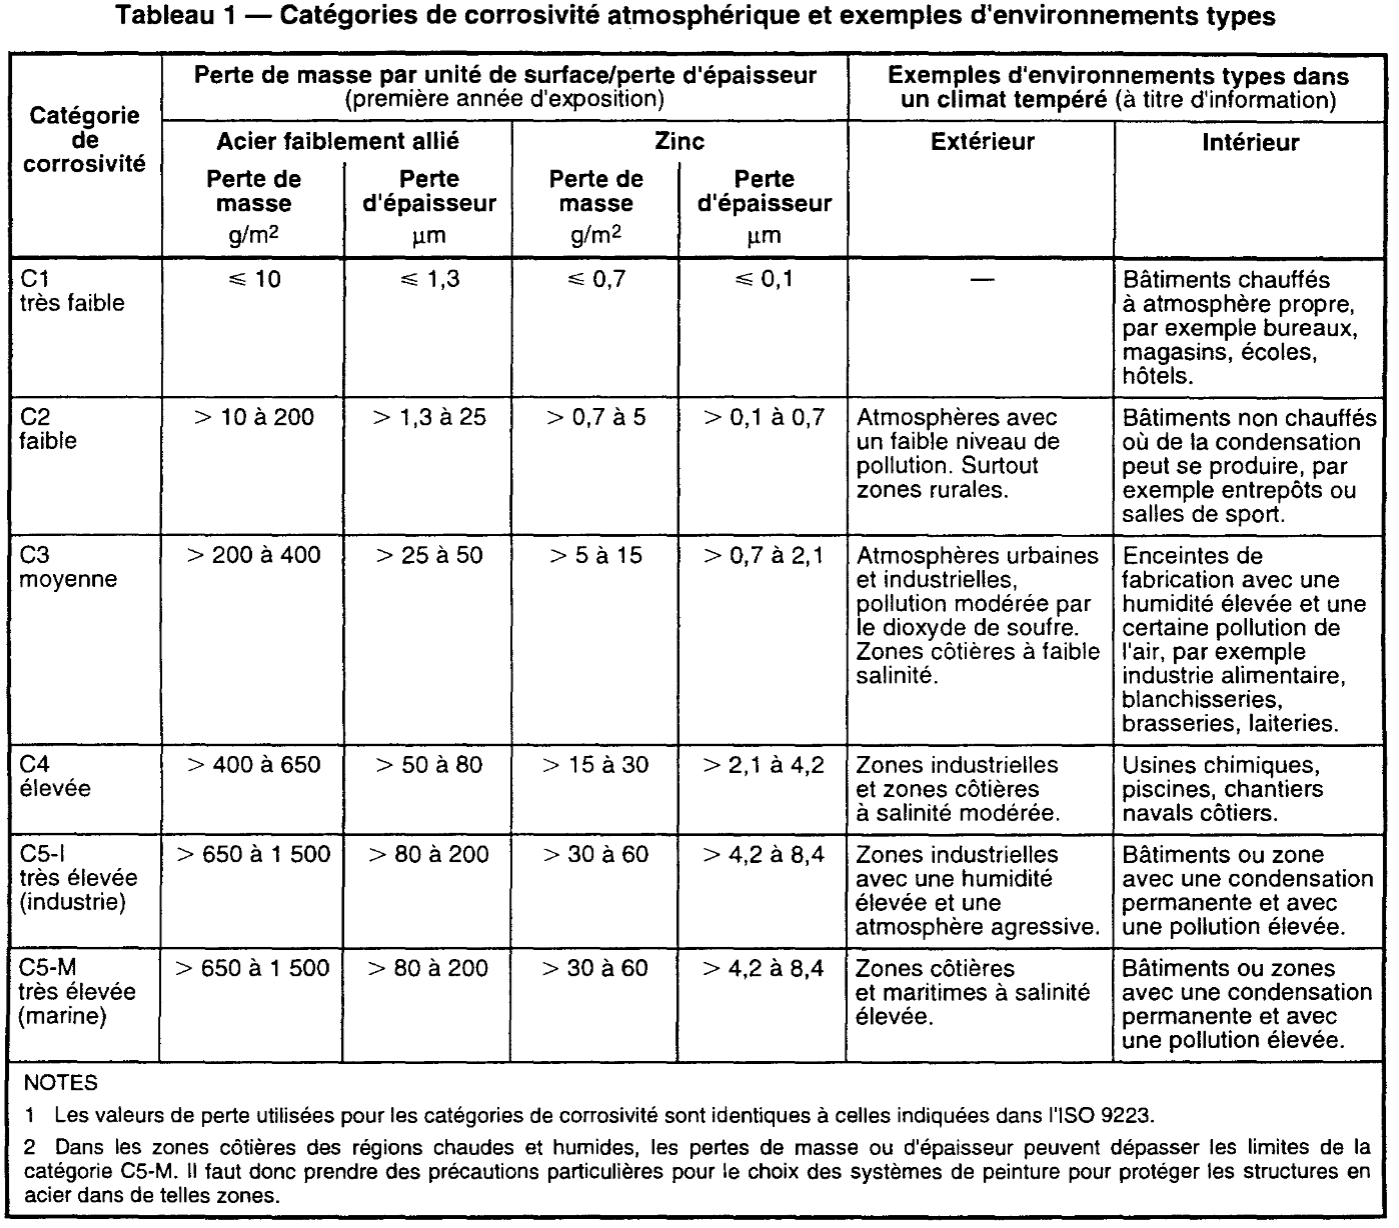 Tableau 1 — Catégories de corrosivité atmosphérique et exemples d'environnements types
Catégorie
de
corrosivité
Perte de masse par unité de surface/perte d'épaisseur
(première année d'exposition)
Exemples d'environnements types dans
un climat tempéré (à titre d'information)
Acier faiblement allié
Zinc
Extérieur
Intérieur
Perte de
masse
g/m²
Perte
d'épaisseur
µm
Perte de
masse
g/m²
Perte
d'épaisseur
µm
C1
très faible
⩽ 10
⩽ 1,3
⩽ 0,7
⩽ 0,1
—
Bâtiments chauffés
à atmosphère propre,
par exemple bureaux,
magasins, écoles,
hôtels.
C2
faible
> 10 à 200
> 1,3 à 25
> 0,7 à 5
> 0,1 à 0,7
Atmosphères avec
un faible niveau de
pollution. Surtout
zones rurales.
Bâtiments non chauffés
où de la condensation
peut se produire, par
exemple entrepôts ou
salles de sport.
C3
moyenne
> 200 à 400
> 25 à 50
> 5 à 15
> 0,7 à 2,1
Atmosphères urbaines
et industrielles,
pollution modérée par
le dioxyde de soufre.
Zones côtières à faible
salinité.
Enceintes de
fabrication avec une
humidité élevée et une
certaine pollution de
l'air, par exemple
industrie alimentaire,
blanchisseries,
brasseries, laiteries.
C4
élevée
> 400 à 650
> 50 à 80
> 15 à 30
> 2,1 à 4,2
Zones industrielles
et zones côtières
à salinité modérée.
Usines chimiques,
piscines, chantiers
navals côtiers.
C5-I
très élevée
(industrie)
> 650 à 1 500
> 80 à 200
> 30 à 60
> 4,2 à 8,4
Zones industrielles
avec une humidité
élevée et une
atmosphère agressive.
Bâtiments ou zone
avec une condensation
permanente et avec
une pollution élevée.
C5-M
très élevée
(marine)
> 650 à 1 500
> 80 à 200
> 30 à 60
> 4,2 à 8,4
Zones côtières
et maritimes à salinité
élevée.
Bâtiments ou zones
avec une condensation
permanente et avec
une pollution élevée.
NOTES
1 Les valeurs de perte utilisées pour les catégories de corrosivité sont identiques à celles indiquées dans l'ISO 9223.
2 Dans les zones côtières des régions chaudes et humides, les pertes de masse ou d'épaisseur peuvent dépasser les limites de la
catégorie C5-M. Il faut donc prendre des précautions particulières pour le choix des systèmes de peinture pour protéger les structures en
acier dans de telles zones.